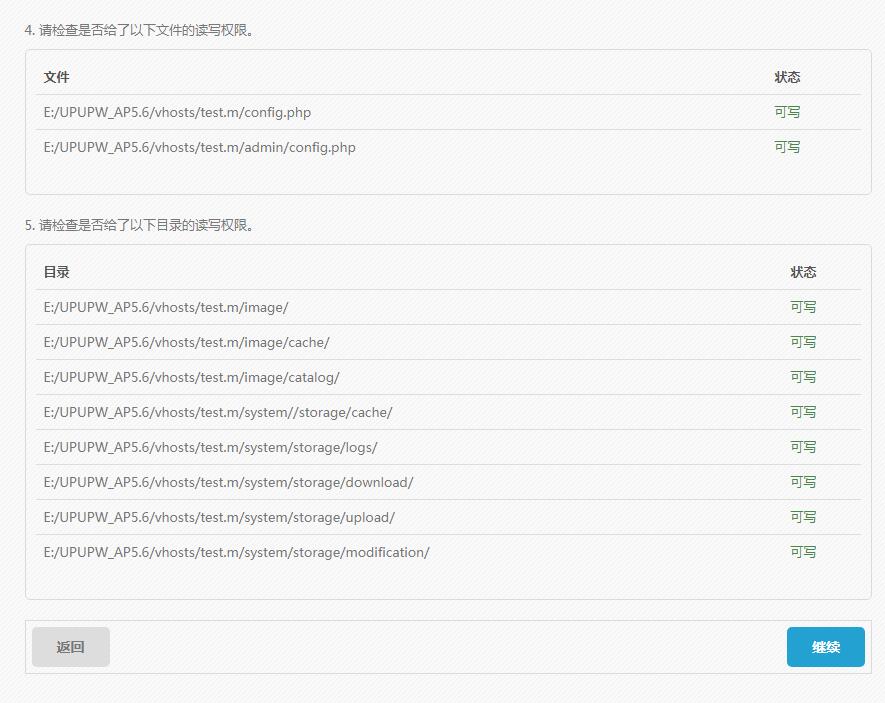 4. 请检查是否给了以下文件的读写权限。
文件 状态
E:/UPUPW_AP5.6/vhosts/test.m/config.php 可写
E:/UPUPW_AP5.6/vhosts/test.m/admin/config.php 可写
5. 请检查是否给了以下目录的读写权限。
目录 状态
E:/UPUPW_AP5.6/vhosts/test.m/image/ 可写
E:/UPUPW_AP5.6/vhosts/test.m/image/cache/ 可写
E:/UPUPW_AP5.6/vhosts/test.m/image/catalog/ 可写
E:/UPUPW_AP5.6/vhosts/test.m/system//storage/cache/ 可写
E:/UPUPW_AP5.6/vhosts/test.m/system/storage/logs/ 可写
E:/UPUPW_AP5.6/vhosts/test.m/system/storage/download/ 可写
E:/UPUPW_AP5.6/vhosts/test.m/system/storage/upload/ 可写
E:/UPUPW_AP5.6/vhosts/test.m/system/storage/modification/ 可写
返回 继续